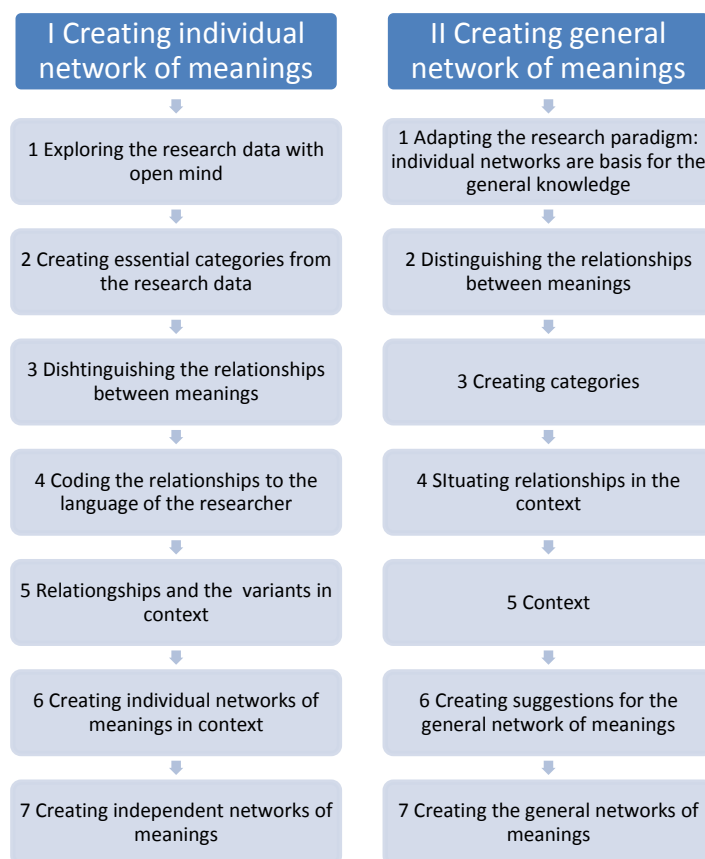 I Creating individual
network of meanings
1 Exploring the research data with
open mind
2 Creating essential categories from
the research data
3 Dishtinguishing the relationships
between meanings
4 Coding the relationships to the
language of the researcher
5 Relationgships and the variants in
context
6 Creating individual networks of
meanings in context
7 Creating independent networks of
meanings
II Creating general
network of meanings
1 Adapting the research paradigm:
individual networks are basis for the
general knowledge
2 Distinguishing the relationships
between meanings
3 Creating categories
4 SItuating relationships in the
context
5 Context
6 Creating suggestions for the
general network of meanings
7 Creating the general networks of
meanings